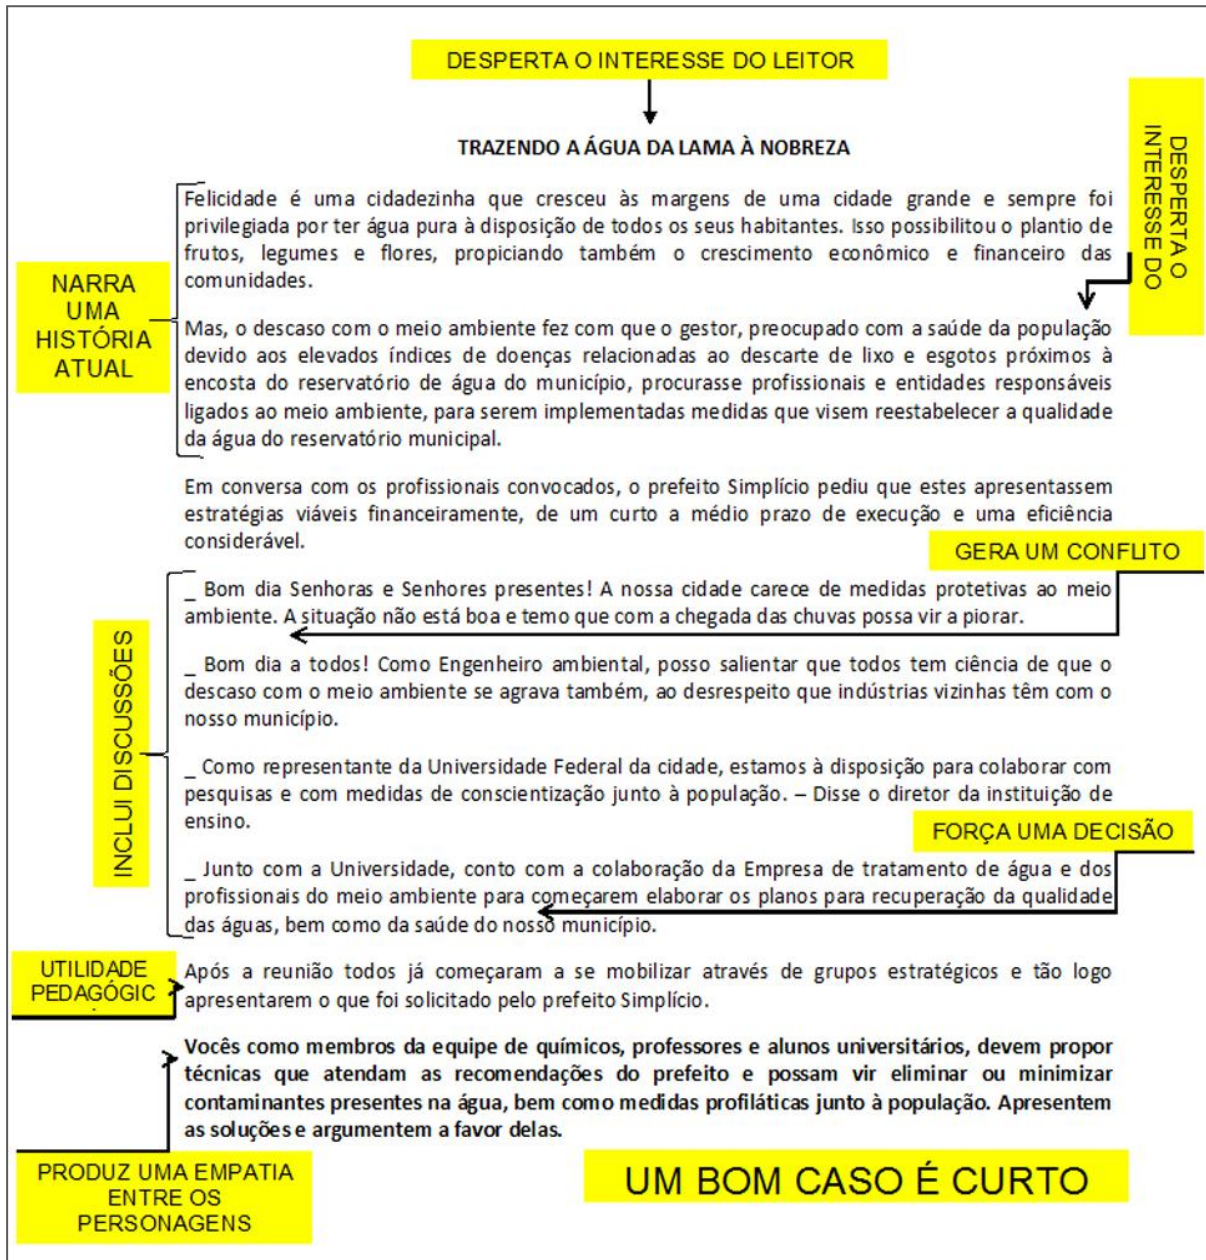 DESPERTA O INTERESSE DO LEITOR
TRAZENDO A ÁGUA DA LAMA À NOBREZA
DESPERTA O
INTERESSE DO
NARRA
UMA
HISTÓRIA
ATUAL
Felicidade é uma cidadezinha que cresceu às margens de uma cidade grande e sempre foi
privilegiada por ter água pura à disposição de todos os seus habitantes. Isso possibilitou o plantio de
frutos, legumes e flores, propiciando também o crescimento econômico e financeiro das
comunidades.
Mas, o descaso com o meio ambiente fez com que o gestor, preocupado com a saúde da população
devido aos elevados índices de doenças relacionadas ao descarte de lixo e esgotos próximos à
encosta do reservatório de água do município, procurasse profissionais e entidades responsáveis
ligados ao meio ambiente, para serem implementadas medidas que visem reestabelecer a qualidade
da água do reservatório municipal.
Em conversa com os profissionais convocados, o prefeito Simplício pediu que estes apresentassem
estratégias viáveis financeiramente, de um curto a médio prazo de execução e uma eficiência
considerável.
GERA UM CONFLITO
INCLUI DISCUSSÕES
_ Bom dia Senhoras e Senhores presentes! A nossa cidade carece de medidas protetivas ao meio
ambiente. A situação não está boa e temo que com a chegada das chuvas possa vir a piorar.
_ Bom dia a todos! Como Engenheiro ambiental, posso salientar que todos tem ciência de que o
descaso com o meio ambiente se agrava também, ao desrespeito que indústrias vizinhas têm com o
nosso município.
_ Como representante da Universidade Federal da cidade, estamos à disposição para colaborar com
pesquisas e com medidas de conscientização junto à população. – Disse o diretor da instituição de
ensino.
FORÇA UMA DECISÃO
_ Junto com a Universidade, conto com a colaboração da Empresa de tratamento de água e dos
profissionais do meio ambiente para começarem elaborar os planos para recuperação da qualidade
das águas, bem como da saúde do nosso município.
UTILIDADE
PEDAGÓGIC
Após a reunião todos já começaram a se mobilizar através de grupos estratégicos e tão logo
apresentarem o que foi solicitado pelo prefeito Simplício.
Vocês como membros da equipe de químicos, professores e alunos universitários, devem propor
técnicas que atendam as recomendações do prefeito e possam vir eliminar ou minimizar
contaminantes presentes na água, bem como medidas profiláticas junto à população. Apresentem
as soluções e argumentem a favor delas.
PRODUZ UMA EMPATIA
ENTRE OS
PERSONAGENS
UM BOM CASO É CURTO